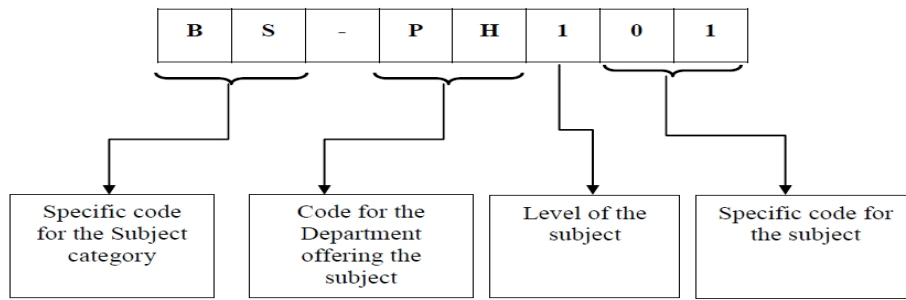 B S - P H 1 0 1
Specific code
for the Subject
category
Code for the
Department
offering the
subject
Level of the
subject
Specific code for
the subject